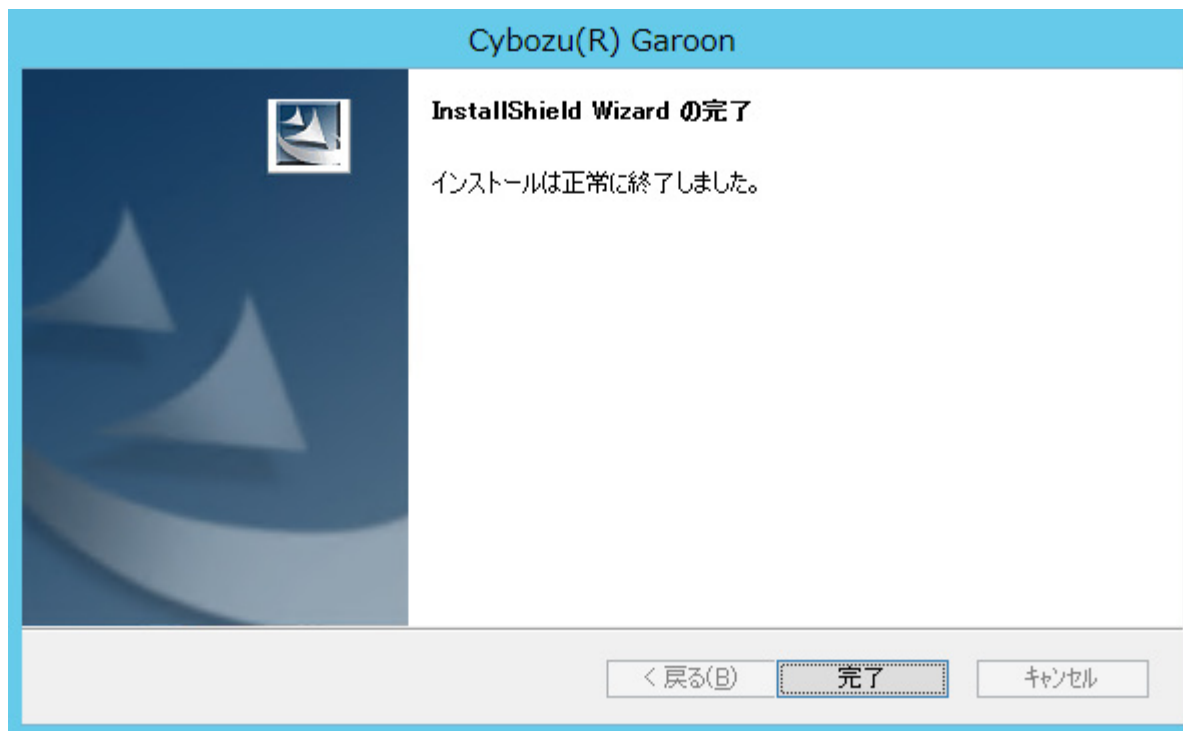 Cybozu(R) Garoon
InstallShield Wizard の完了
インストールは正常に終了しました。
< 戻る(B)
完了
キャンセル